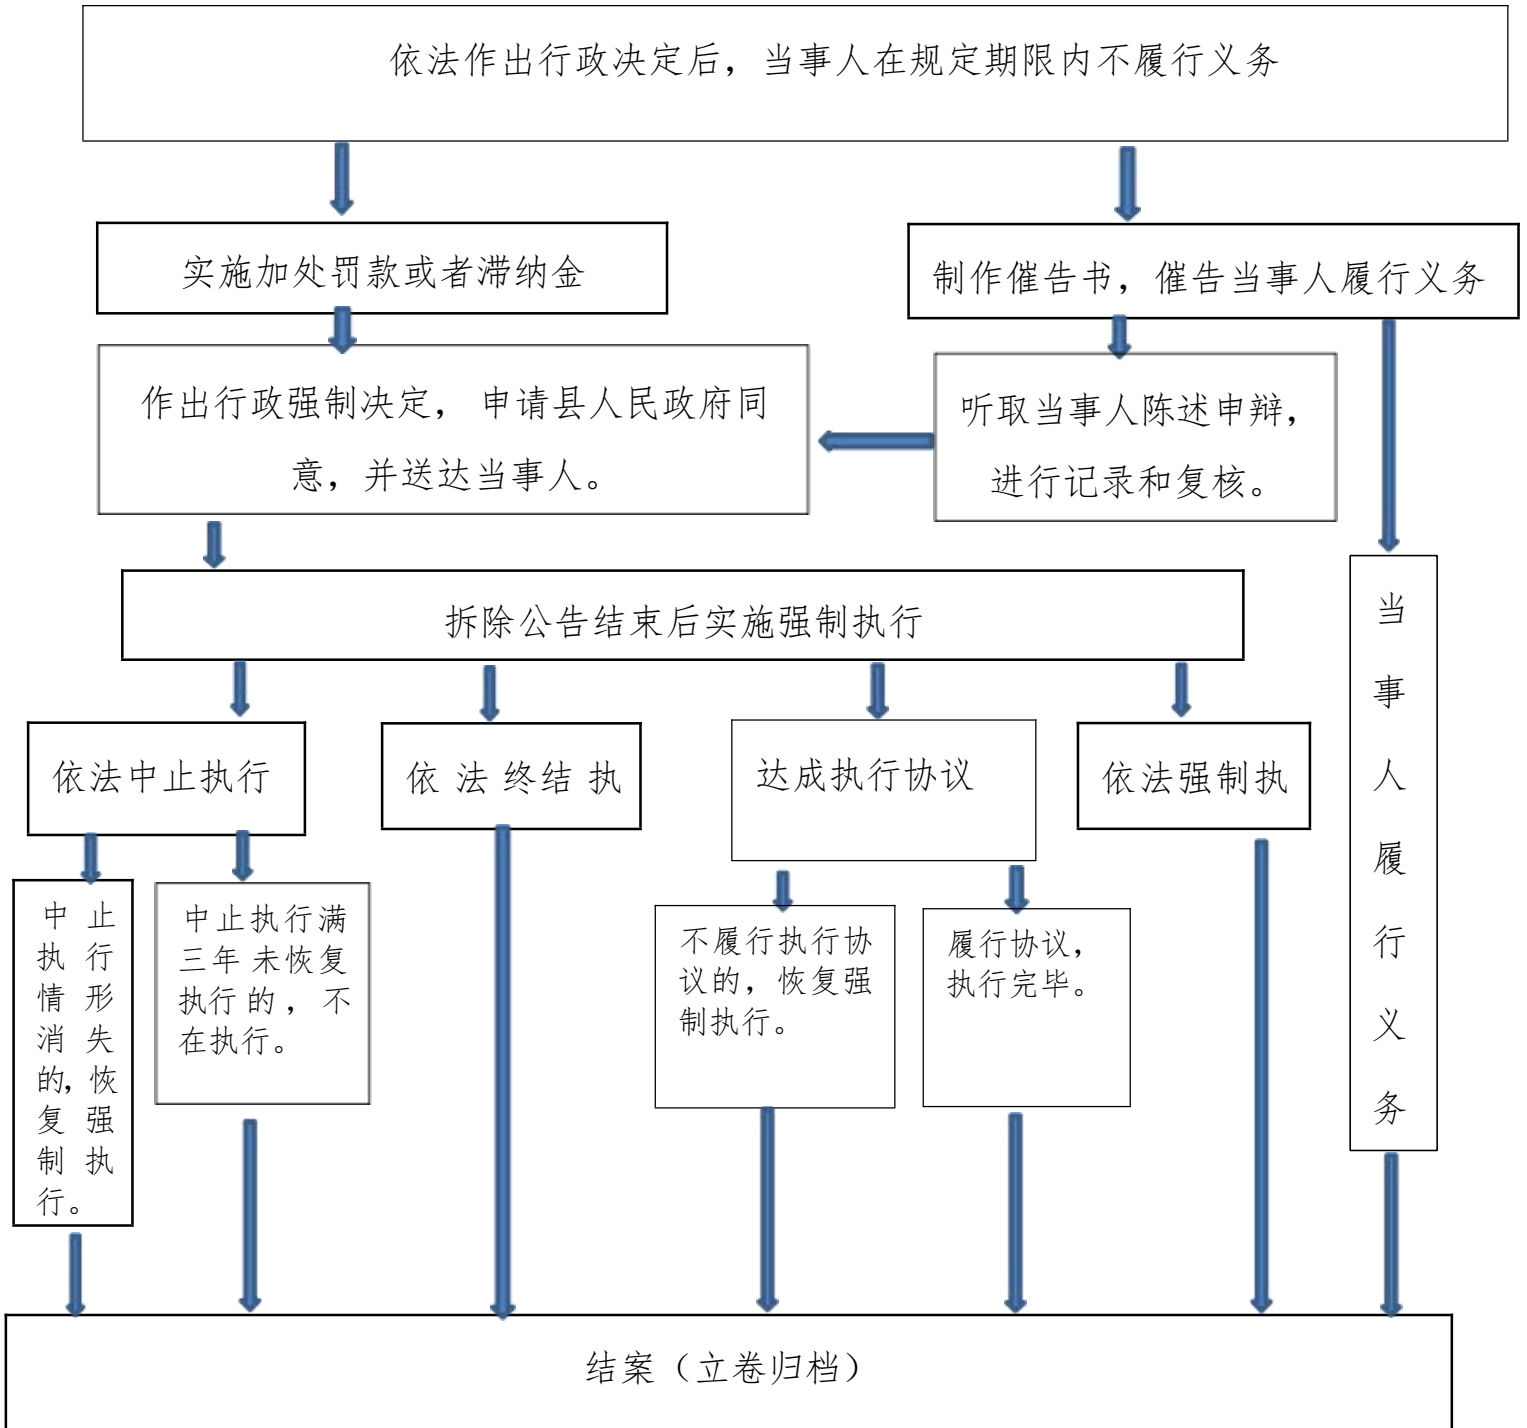 依法作出行政决定后，当事人在规定期限内不履行义务
实施加处罚款或者滞纳金
制作催告书，催告当事人履行义务
作出行政强制决定，申请县人民政府同
意，并送达当事人。
听取当事人陈述申辩，
进行记录和复核。
拆除公告结束后实施强制执行
当事人履行义务
依法中止执行
依法终结执
达成执行协议
依法强制执
中止
执行
情形
消失
的，恢
复强
制执
行。
中止执行满
三年未恢复
执行的，不
在执行。
不履行执行协
议的，恢复强
制执行。
履行协议，
执行完毕。
结案（立卷归档）